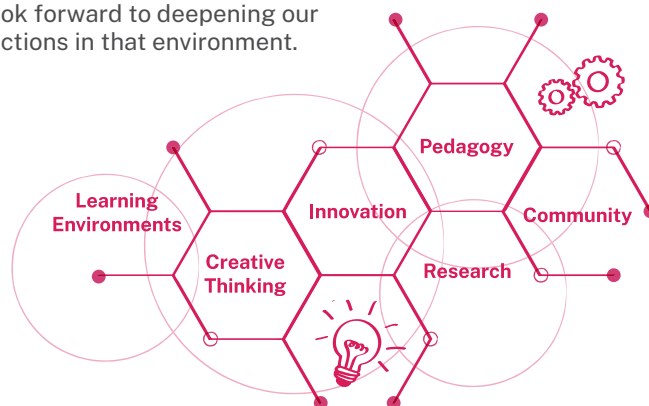 ok forward to deepening our
ctions in that environment.
Pedagogy
Learning
Environments
Innovation
Community
Creative
Thinking
Research